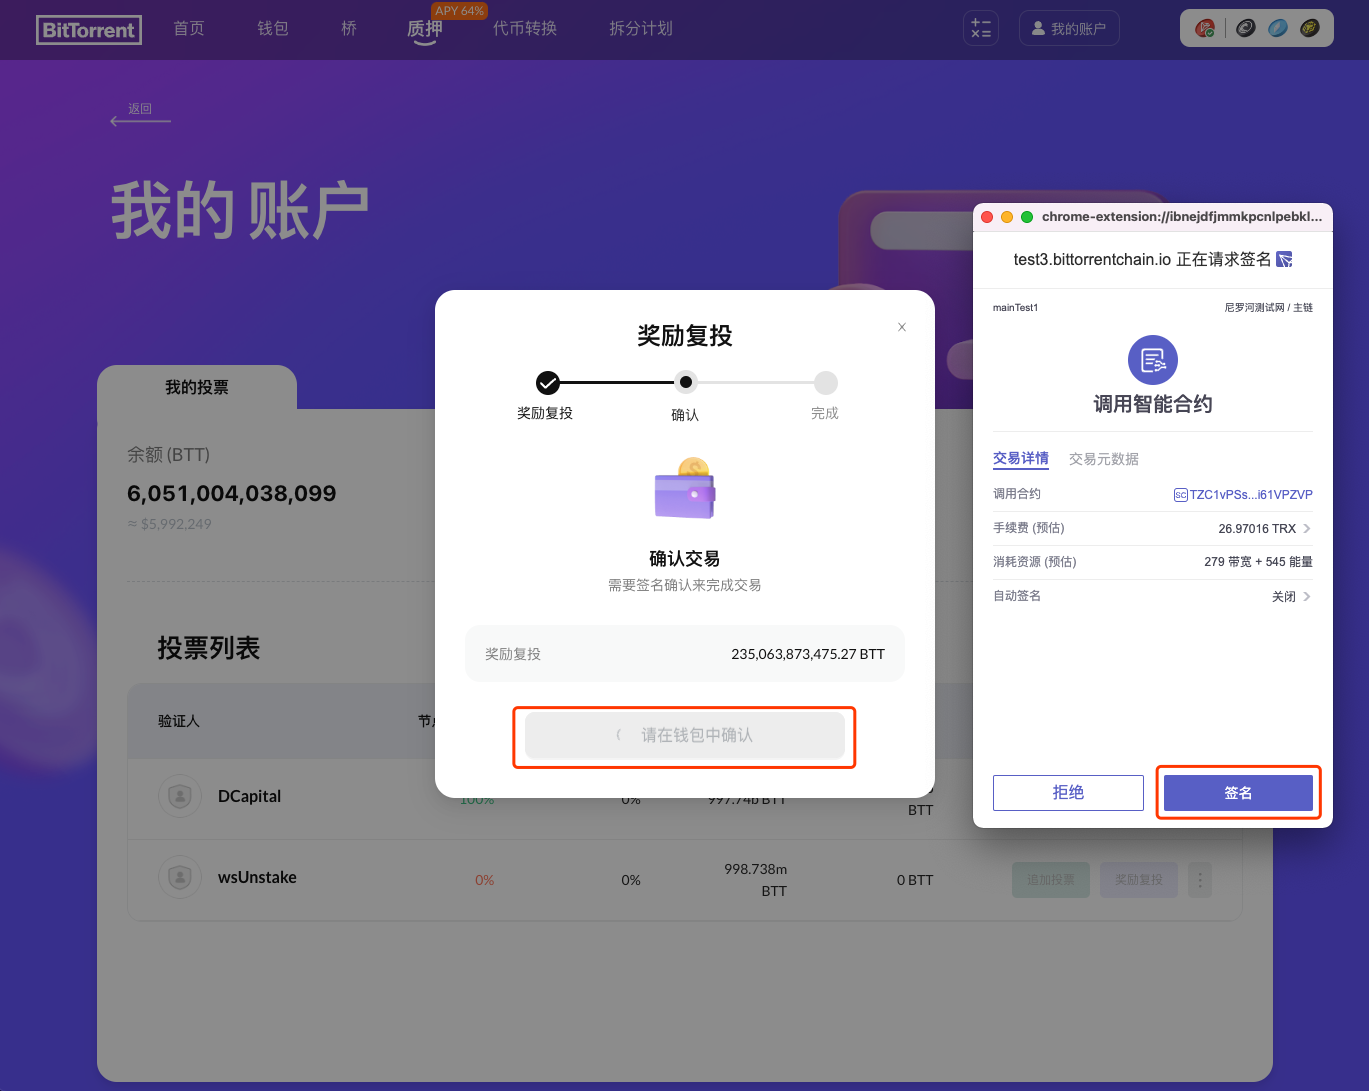 BitTorrent
首页
钱包
桥
质押
APY 64%
代币转换
拆分计划
我的账户
返回
我的 账户
我的投票
余额 (BTT)
6,051,004,038,099
≈ $5,992,249
投票列表
验证人
DCapital
100%
0%
997.74b BTT
BTT
wsUnstake
0%
0%
998.738m
BTT
0 BTT
追加投票
奖励复投
奖励复投
x
奖励复投
确认
完成
确认交易
需要签名确认来完成交易
奖励复投
235,063,873,475.27 BTT
请在钱包中确认
chrome-extension://ibnejdfjmmkpcnlpebkl...
test3.bittorrentchain.io 正在请求签名
mainTest1
尼罗河测试网 / 主链
调用智能合约
交易详情
交易元数据
调用合约
SC TZC1vPSs...i61VPZVP
手续费 (预估)
26.97016 TRX
消耗资源 (预估)
279 带宽 + 545 能量
自动签名
关闭
拒绝
签名